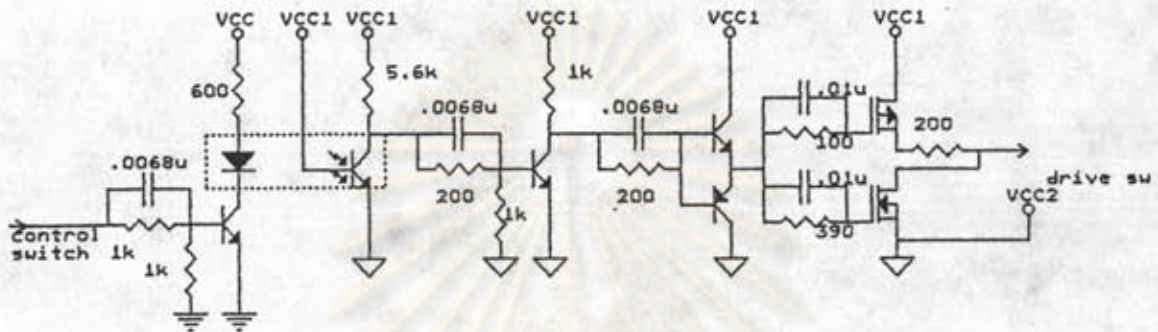 VCC
VCC1
VCC1
VCC1
VCC1
VCC1
600
5.6k
1k
.0068u
.0068u
.0068u
.01u
100
200
200
200
.01u
390
drive sw
VCC2
Control
switch
1k
1k
1k